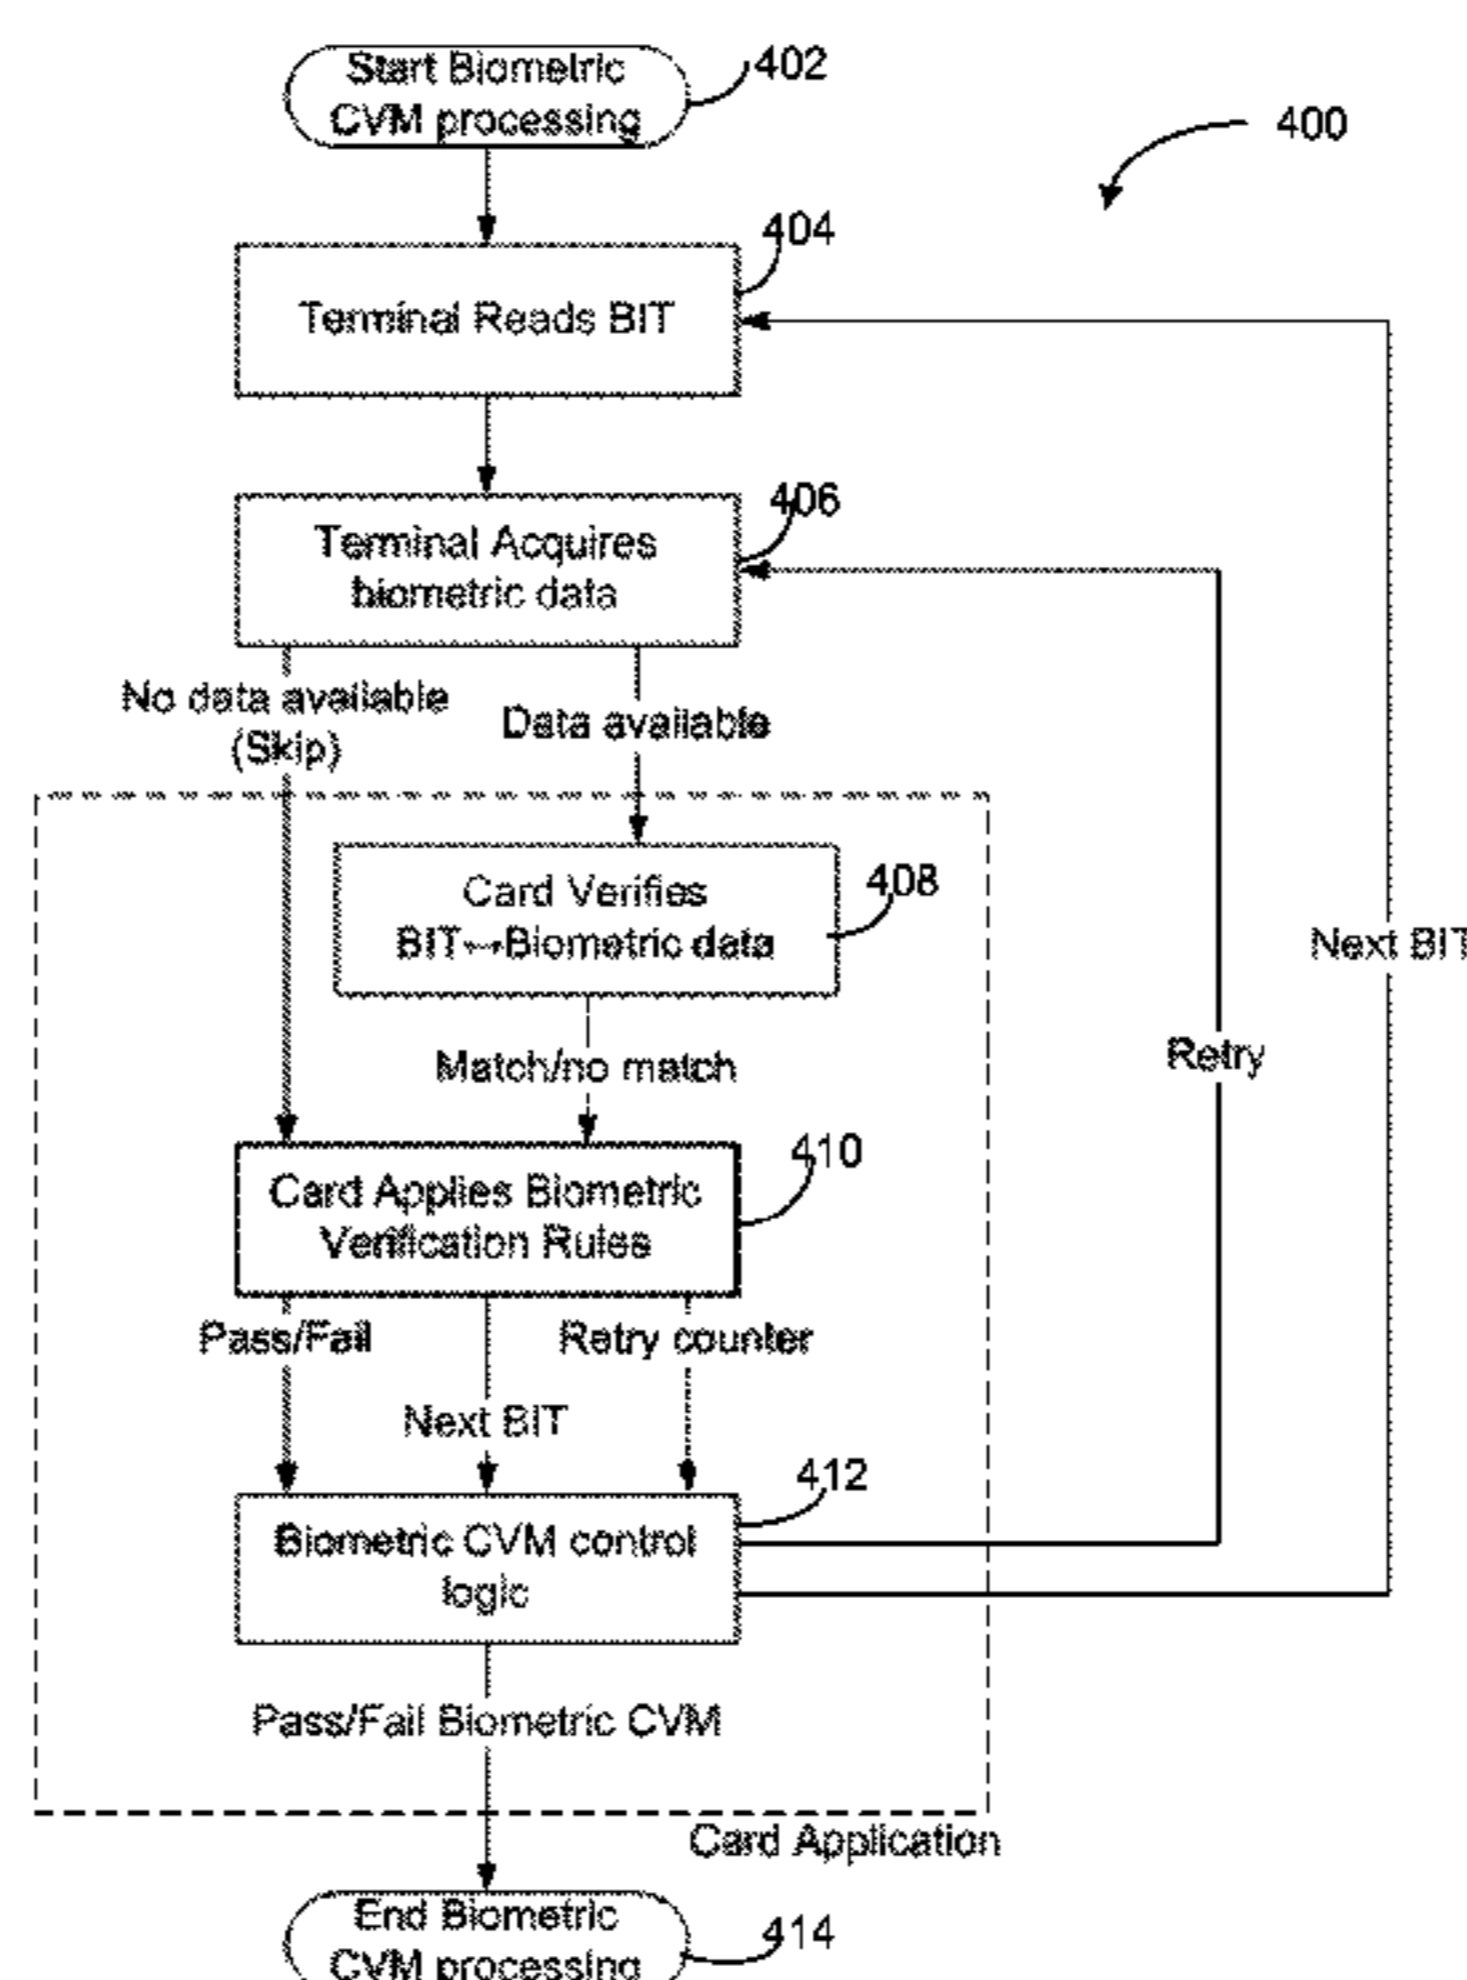 Start Biometric
CVM processing
402
400
404
Terminal Reads BIT
406
Terminal Acquires
biometric data
No data available
(Skip)
Data available
Card Verifies
BIT↔Biometric data
408
Next BIT
Match/no match
Retry
410
Card Applies Biometric
Verification Rules
Pass/Fail
Retry counter
Next BIT
412
Biometric CVM control
logic
Pass/Fail Biometric CVM
Card Application
End Biometric
CVM processing
414